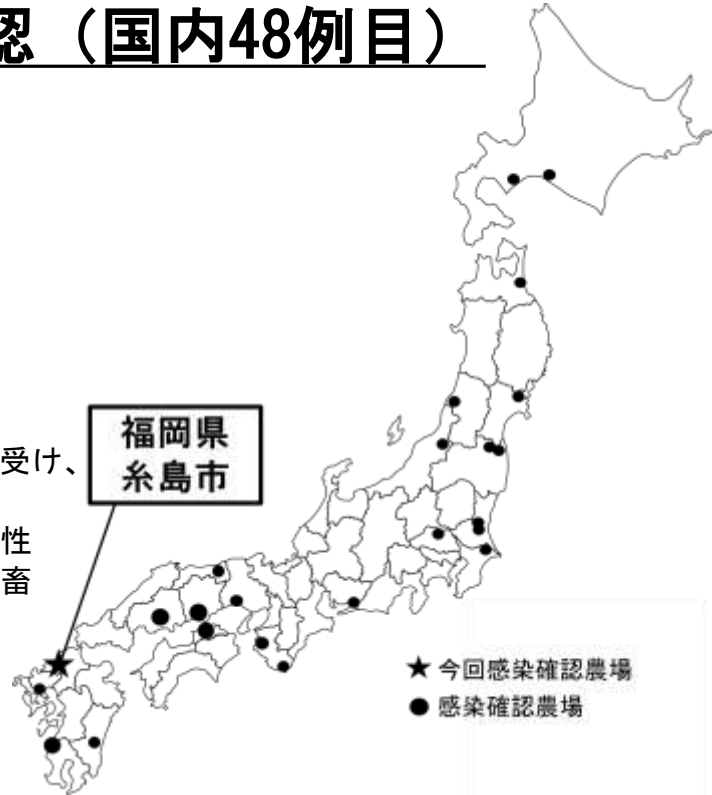 認（国内48例目）
福岡県
糸島市
受け、
性
畜
★ 今回感染確認農場
● 感染確認農場